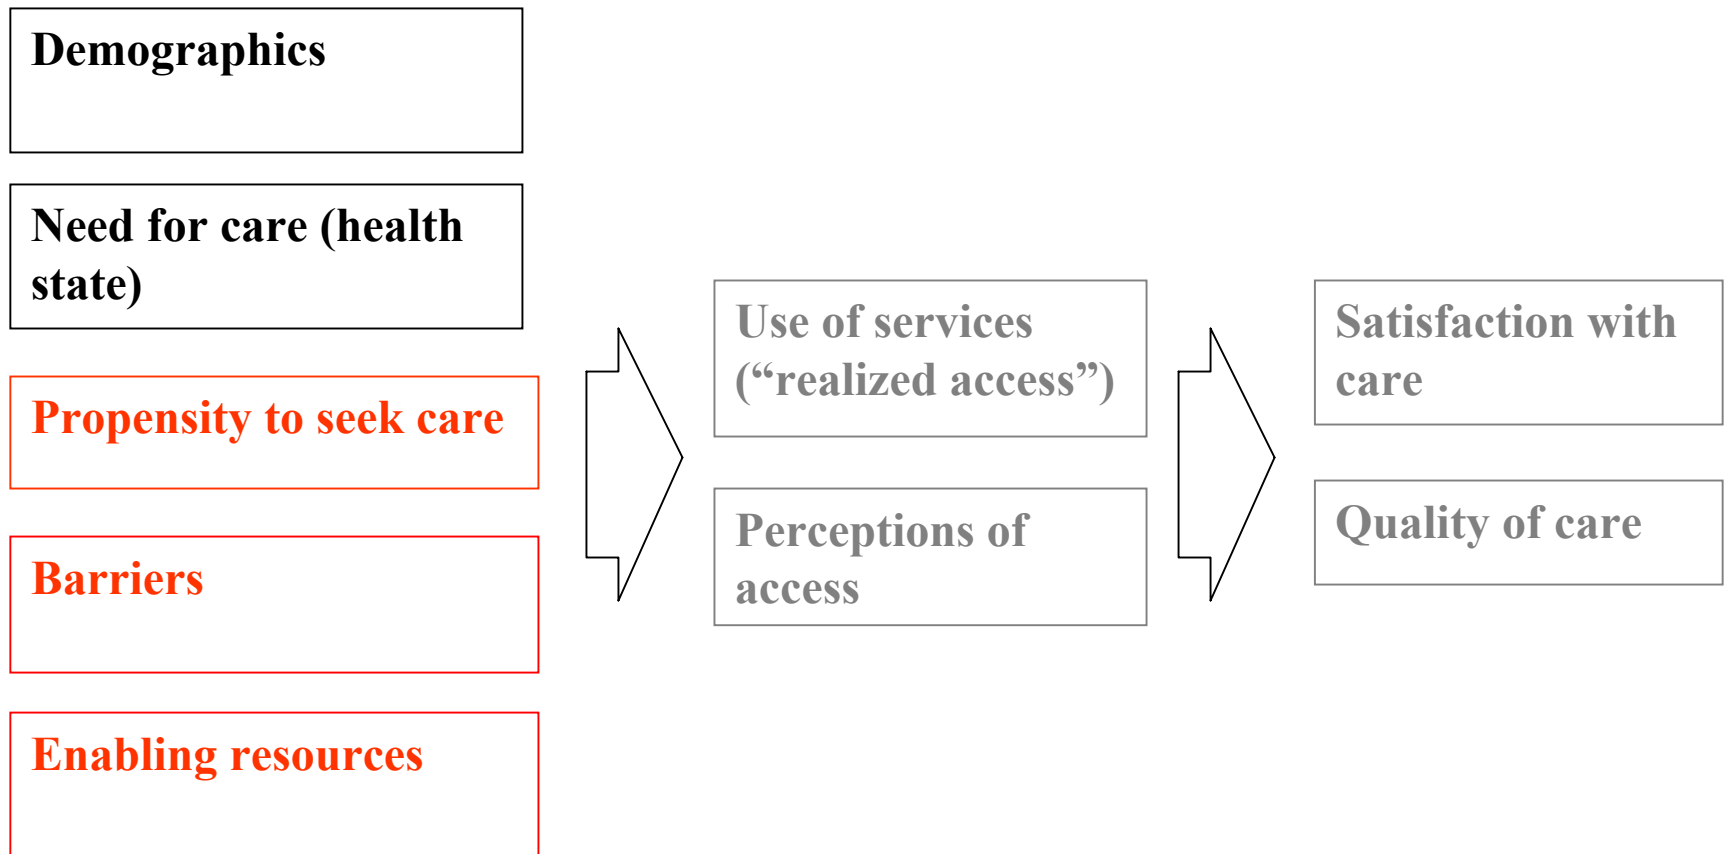 Demographics
Need for care (health
state)
Propensity to seek care
Barriers
Enabling resources
Use of services
(“realized access”)
Perceptions of
access
Satisfaction with
care
Quality of care